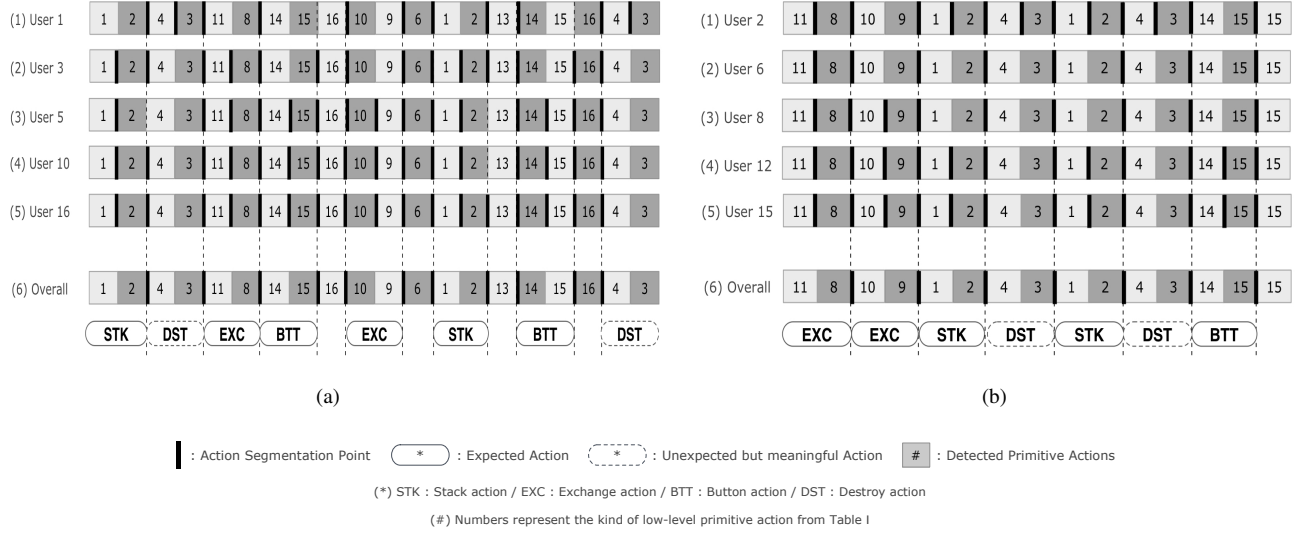 (1) User 1 1 2 4 3 11 8 14 15 16 10 9 6 1 2 13 14 15 16 4 3
(2) User 3 1 2 4 3 11 8 14 15 16 10 9 6 1 2 13 14 15 16 4 3
(3) User 5 1 2 4 3 11 8 14 15 16 10 9 6 1 2 13 14 15 16 4 3
(4) User 10 1 2 4 3 11 8 14 15 16 10 9 6 1 2 13 14 15 16 4 3
(5) User 16 1 2 4 3 11 8 14 15 16 10 9 6 1 2 13 14 15 16 4 3
(6) Overall 1 2 4 3 11 8 14 15 16 10 9 6 1 2 13 14 15 16 4 3
STK DST EXC BTT EXC STK BTT DST
(a)
(1) User 2 11 8 10 9 1 2 4 3 1 2 4 3 14 15 15
(2) User 6 11 8 10 9 1 2 4 3 1 2 4 3 14 15 15
(3) User 8 11 8 10 9 1 2 4 3 1 2 4 3 14 15 15
(4) User 12 11 8 10 9 1 2 4 3 1 2 4 3 14 15 15
(5) User 15 11 8 10 9 1 2 4 3 1 2 4 3 14 15 15
(6) Overall 11 8 10 9 1 2 4 3 1 2 4 3 14 15 15
EXC EXC STK DST STK DST BTT
(b)
: Action Segmentation Point * : Expected Action * : Unexpected but meaningful Action # : Detected Primitive Actions
(*) STK : Stack action / EXC : Exchange action / BTT : Button action / DST : Destroy action
(#) Numbers represent the kind of low-level primitive action from Table I